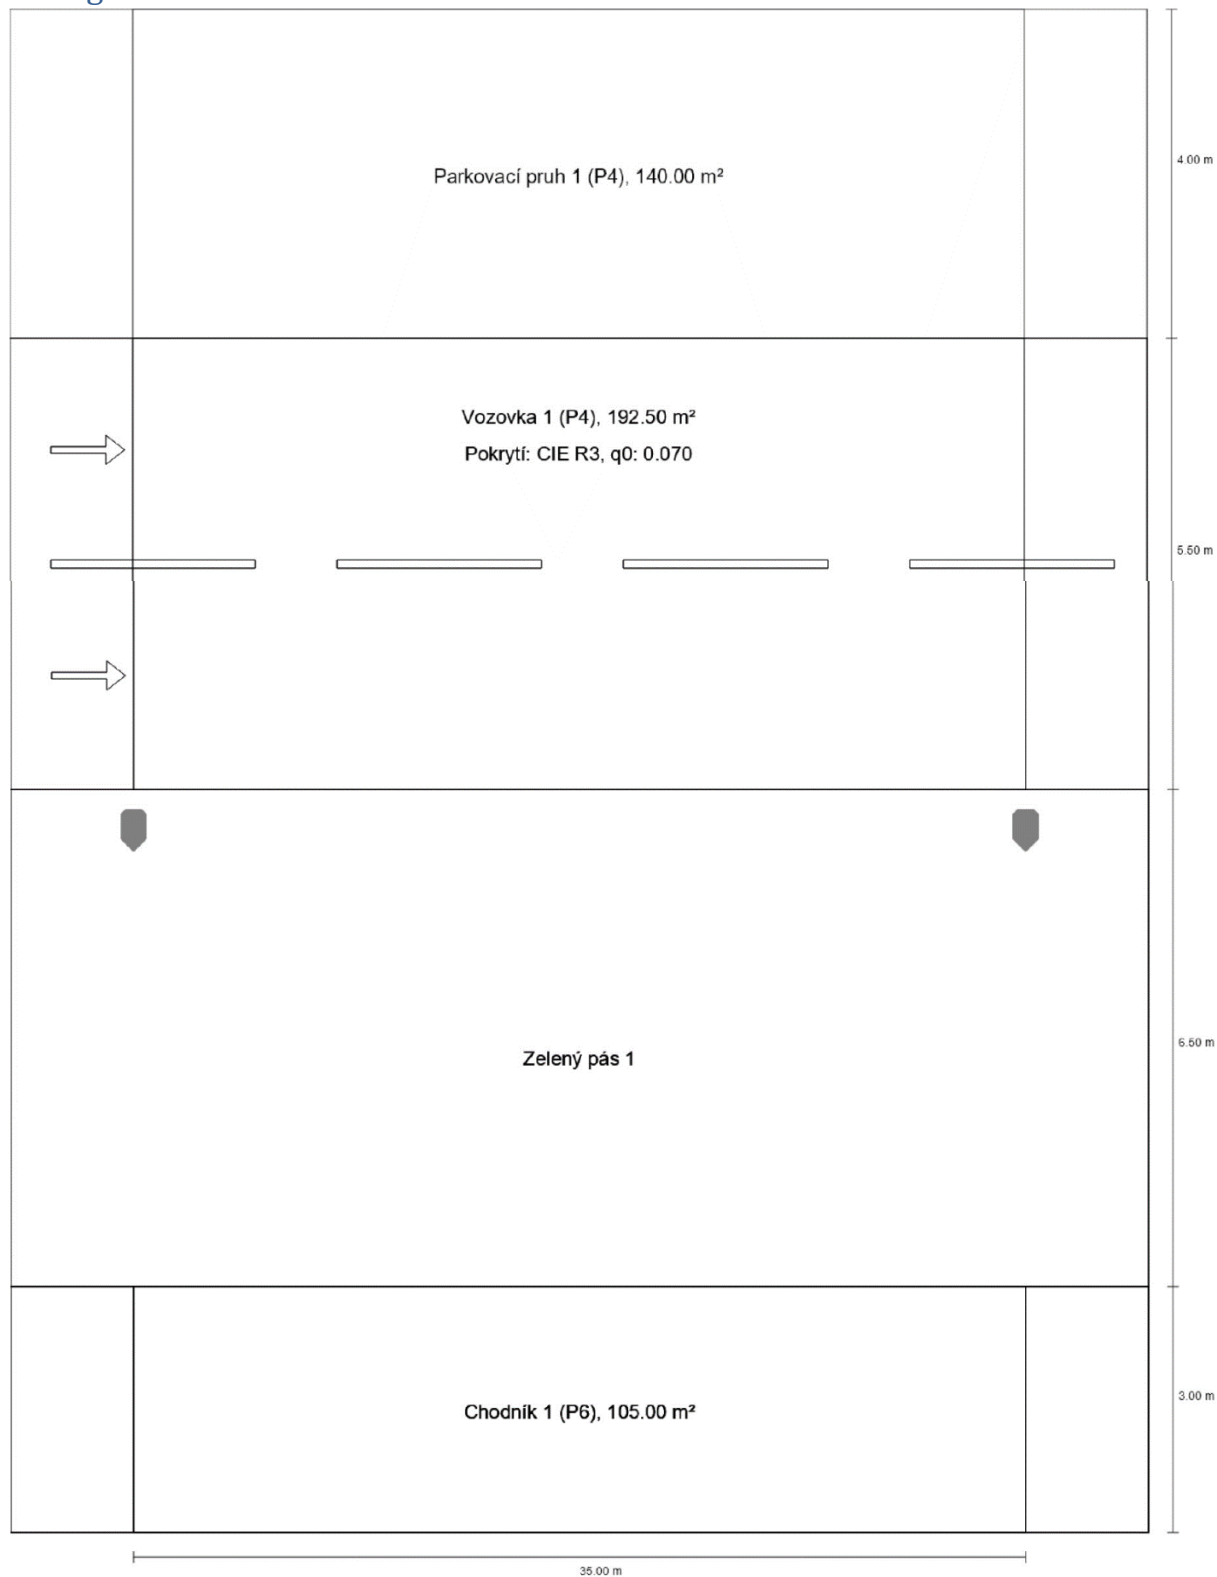 4.00 m
Parkovací pruh 1 (P4), 140.00 m²
Vozovka 1 (P4), 192.50 m²
Pokrytí: CIE R3, q0: 0.070
5.50 m
6.50 m
Zelený pás 1
3.00 m
Chodník 1 (P6), 105.00 m²
35.00 m